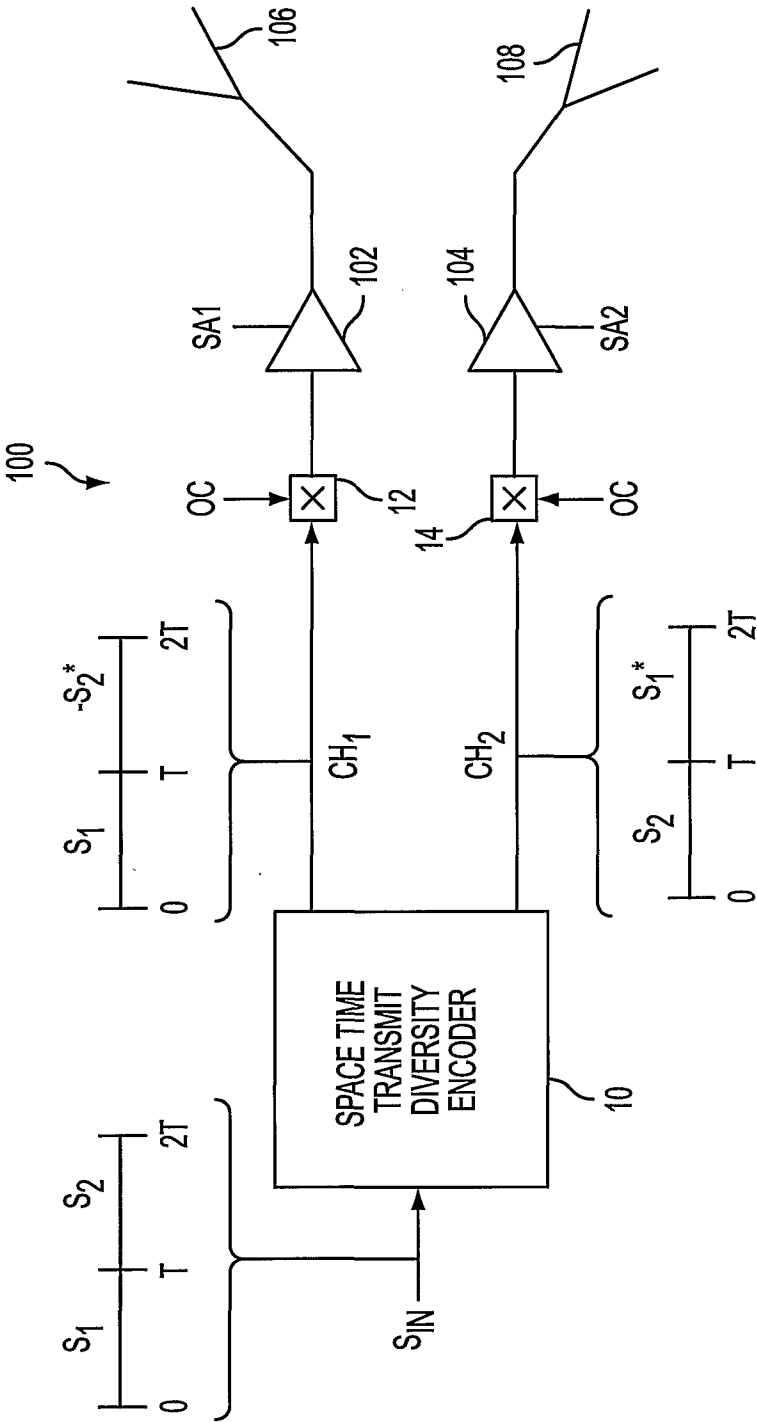 100
S1 S2
0 T 2T
SIN
SPACE TIME
TRANSMIT
DIVERSITY
ENCODER
10
S1 -S2*
0 T 2T
CH1
OC
12
SA1
102
106
CH2
S2 S1*
0 T 2T
14
OC
104
SA2
108